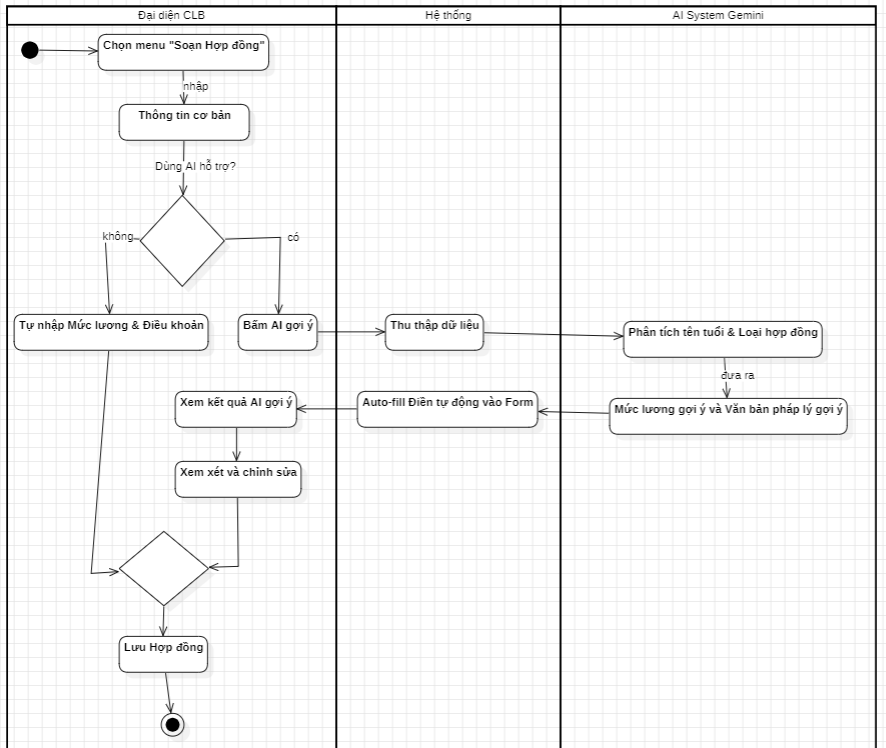 Đại diện CLB
Hệ thống
AI System Gemini
Chọn menu "Soạn Hợp đồng"
nhập
Thông tin cơ bản
Dùng AI hỗ trợ?
không
có
Tự nhập Mức lương & Điều khoản
Bấm AI gợi ý
Thu thập dữ liệu
Phân tích tên tuổi & Loại hợp đồng
đưa ra
Xem kết quả AI gợi ý
Auto-fill Điền tự động vào Form
Mức lương gợi ý và Văn bản pháp lý gợi ý
Xem xét và chỉnh sửa
Lưu Hợp đồng